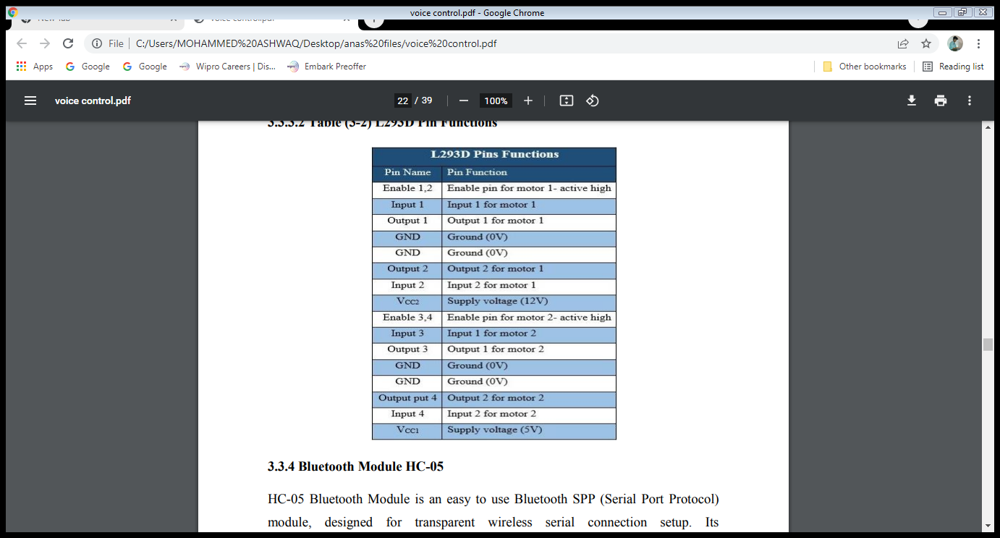 voice control.pdf - Google Chrome
File C:/Users/MOHAMMED%20ASHWAQ/Desktop/anas%20files/voice%20control.pdf
Apps Google Google Wipro Careers | Dis... Embark Preoffer Other bookmarks Reading list
voice control.pdf 22 / 39 100%
3.3.3.2 Table (3-2) L293D Pin Functions
L293D Pins Functions
Pin Name Pin Function
Enable 1,2 Enable pin for motor 1- active high
Input 1 Input 1 for motor 1
Output 1 Output 1 for motor 1
GND Ground (0V)
GND Ground (0V)
Output 2 Output 2 for motor 1
Input 2 Input 2 for motor 1
Vcc2 Supply voltage (12V)
Enable 3,4 Enable pin for motor 2- active high
Input 3 Input 1 for motor 2
Output 3 Output 1 for motor 2
GND Ground (0V)
GND Ground (0V)
Output put 4 Output 2 for motor 2
Input 4 Input 2 for motor 2
Vcc1 Supply voltage (5V)
3.3.4 Bluetooth Module HC-05
HC-05 Bluetooth Module is an easy to use Bluetooth SPP (Serial Port Protocol)
module, designed for transparent wireless serial connection setup. Its